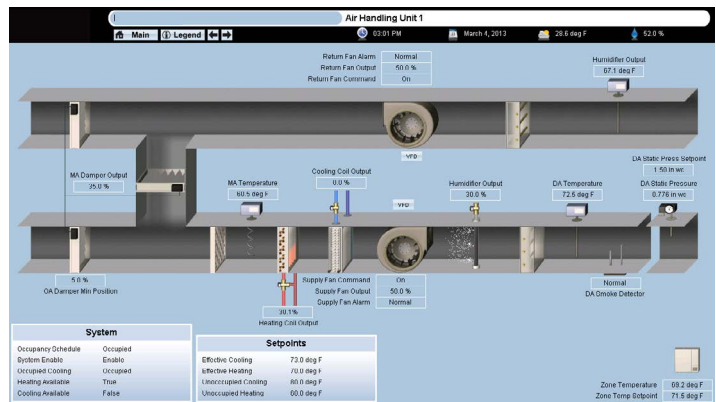 Air Handling Unit 1
Main
Legend
03:01 PM
March 4, 2013
28.6 deg F
52.0 %
Return Fan Alarm Normal
Return Fan Output 50.0 %
Return Fan Command On
Humidifier Output
67.1 deg F
VFD
DA Static Press Setpoint
1.50 in wc
MA Damper Output
35.0 %
MA Temperature
60.5 deg F
Cooling Coil Output
0.0 %
VFD
Humidifier Output
30.0 %
DA Temperature
72.5 deg F
DA Static Pressure
0.776 in wc
5.0 %
OA Damper Min Position
30.1%
Heating Coil Output
Supply Fan Command On
Supply Fan Output 50.0 %
Supply Fan Alarm Normal
Normal
DA Smoke Detector
System
Occupancy Schedule Occupied
System Enable Enable
Occupied Cooling Occupied
Heating Available True
Cooling Available False
Setpoints
Effective Cooling 73.0 deg F
Effective Heating 70.0 deg F
Unoccupied Cooling 80.0 deg F
Unoccupied Heating 60.0 deg F
Zone Temperature 69.2 deg F
Zone Temp Setpoint 71.5 deg F